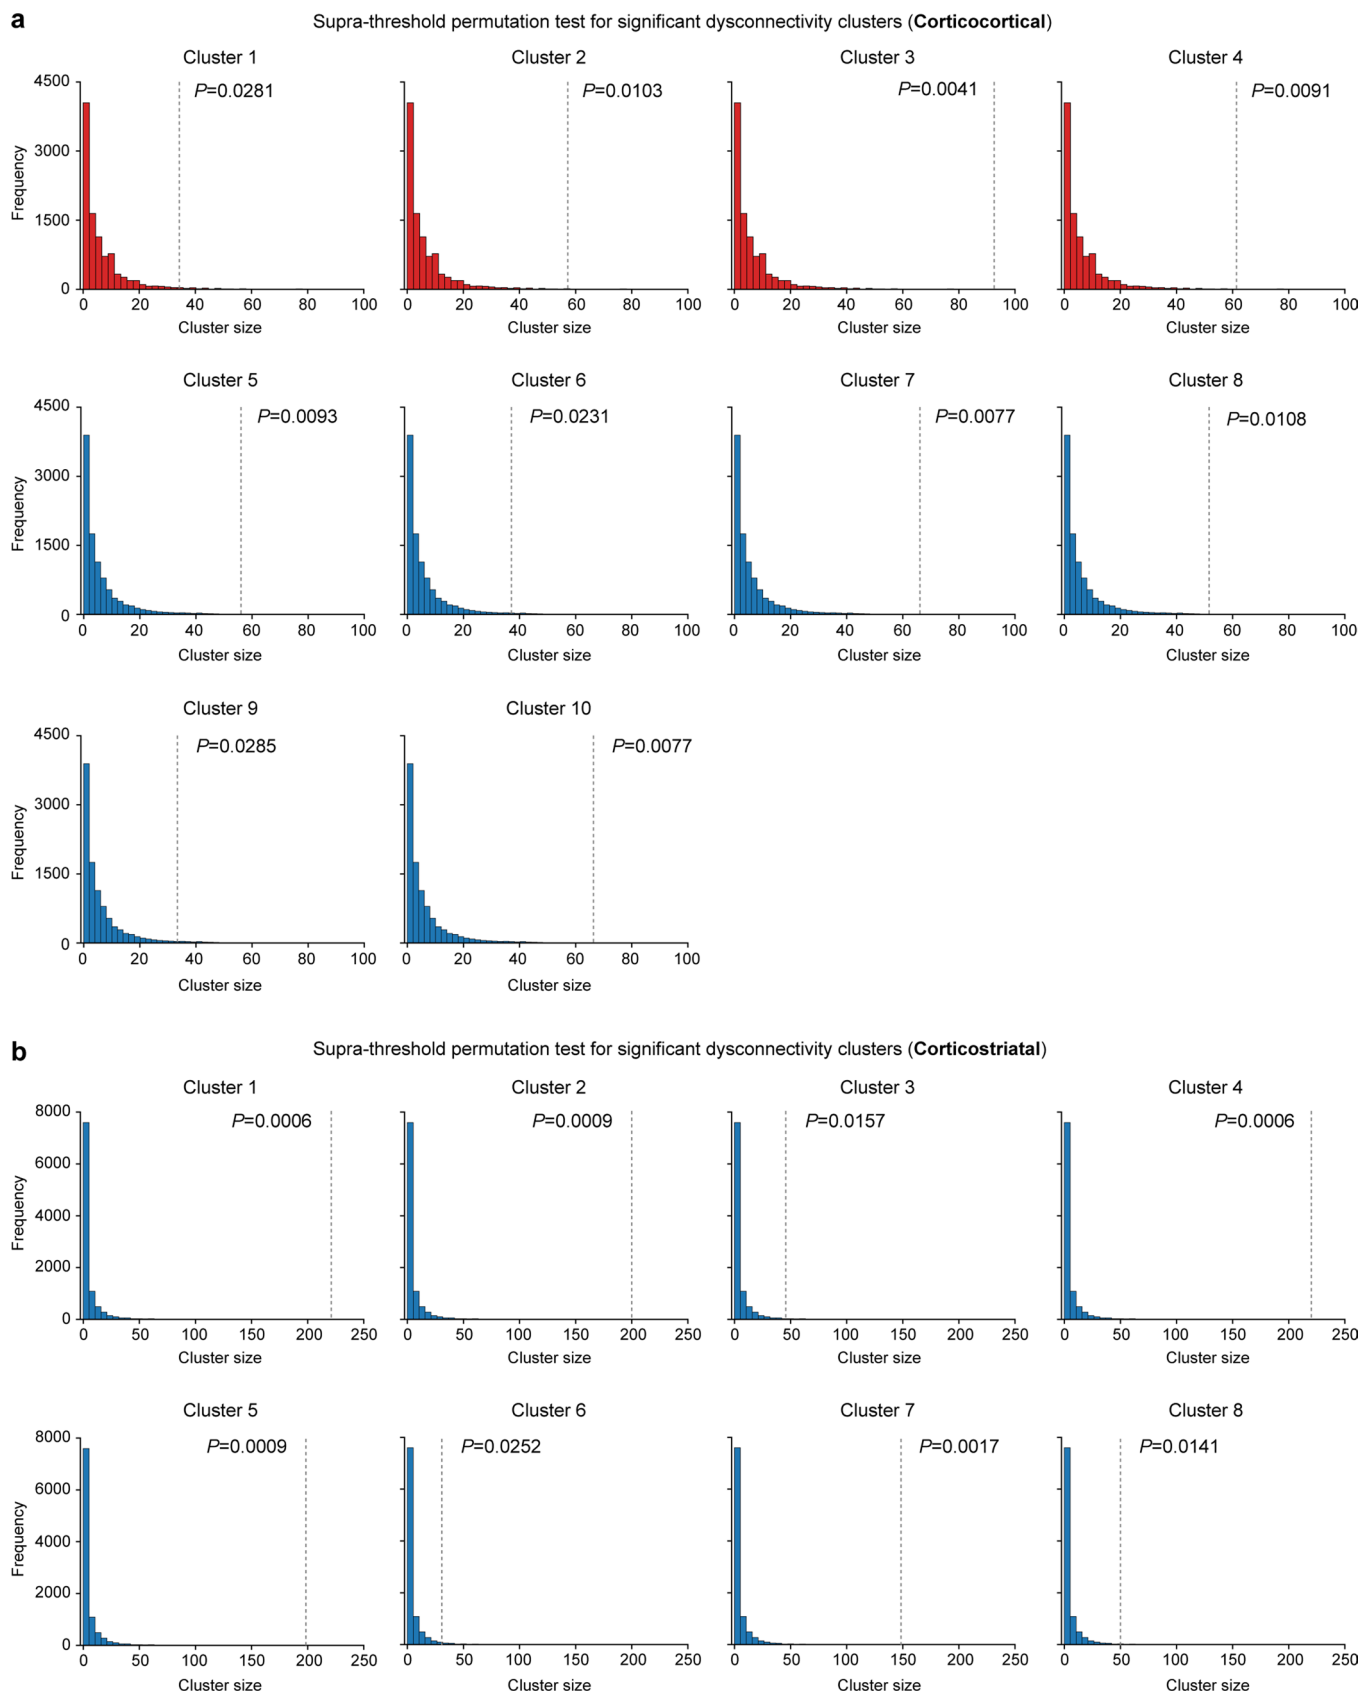 a
Supra-threshold permutation test for significant dysconnectivity clusters (Corticocortical)
Cluster 1
Cluster 2
Cluster 3
Cluster 4
P=0.0281
P=0.0103
P=0.0041
P=0.0091
Frequency
4500
3000
1500
0
0 20 40 60 80 100
0 20 40 60 80 100
0 20 40 60 80 100
0 20 40 60 80 100
Cluster size
Cluster size
Cluster size
Cluster size
Cluster 5
Cluster 6
Cluster 7
Cluster 8
P=0.0093
P=0.0231
P=0.0077
P=0.0108
Frequency
4500
3000
1500
0
0 20 40 60 80 100
0 20 40 60 80 100
0 20 40 60 80 100
0 20 40 60 80 100
Cluster size
Cluster size
Cluster size
Cluster size
Cluster 9
Cluster 10
P=0.0285
P=0.0077
Frequency
4500
3000
1500
0
0 20 40 60 80 100
0 20 40 60 80 100
Cluster size
Cluster size
b
Supra-threshold permutation test for significant dysconnectivity clusters (Corticostriatal)
Cluster 1
Cluster 2
Cluster 3
Cluster 4
P=0.0006
P=0.0009
P=0.0157
P=0.0006
Frequency
8000
6000
4000
2000
0
0 50 100 150 200 250
0 50 100 150 200 250
0 50 100 150 200 250
0 50 100 150 200 250
Cluster size
Cluster size
Cluster size
Cluster size
Cluster 5
Cluster 6
Cluster 7
Cluster 8
P=0.0009
P=0.0252
P=0.0017
P=0.0141
Frequency
8000
6000
4000
2000
0
0 50 100 150 200 250
0 50 100 150 200 250
0 50 100 150 200 250
0 50 100 150 200 250
Cluster size
Cluster size
Cluster size
Cluster size